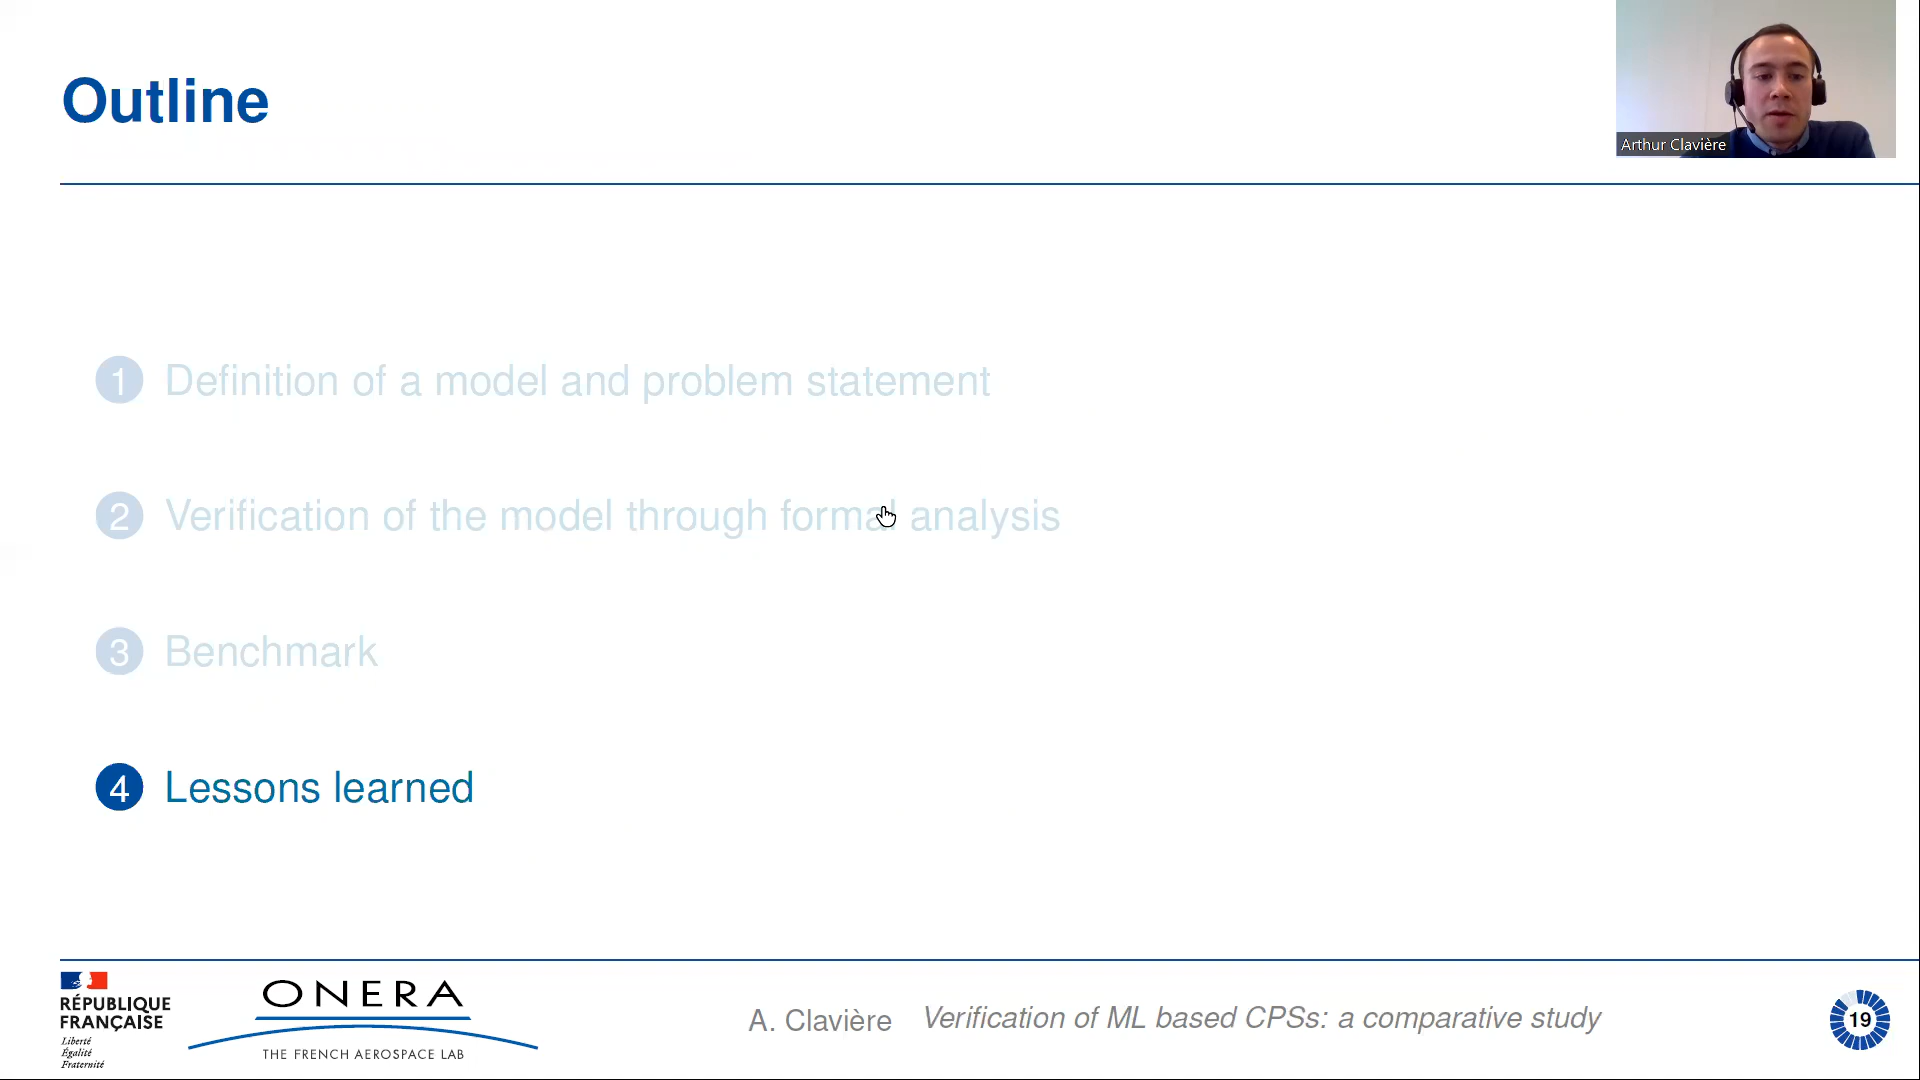 Outline
Arthur Clavière
1 Definition of a model and problem statement
2 Verification of the model through formal analysis
3 Benchmark
4 Lessons learned
RÉPUBLIQUE
FRANÇAISE
Liberté
Égalité
Fraternité
ONERA
THE FRENCH AEROSPACE LAB
A. Clavière Verification of ML based CPSs: a comparative study
19